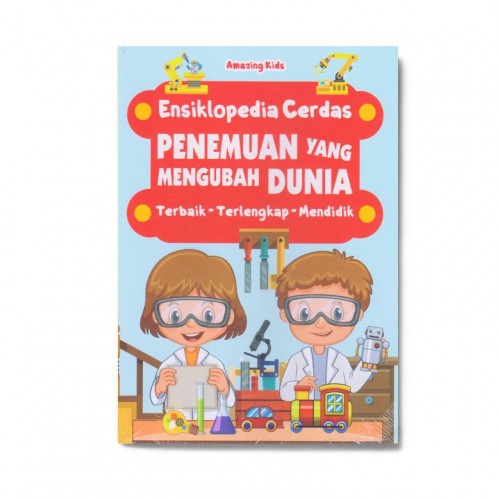 Amazing Kids
Ensiklopedia Cerdas
PENEMUAN YANG
MENGUBAH DUNIA
Terbaik - Terlengkap - Mendidik